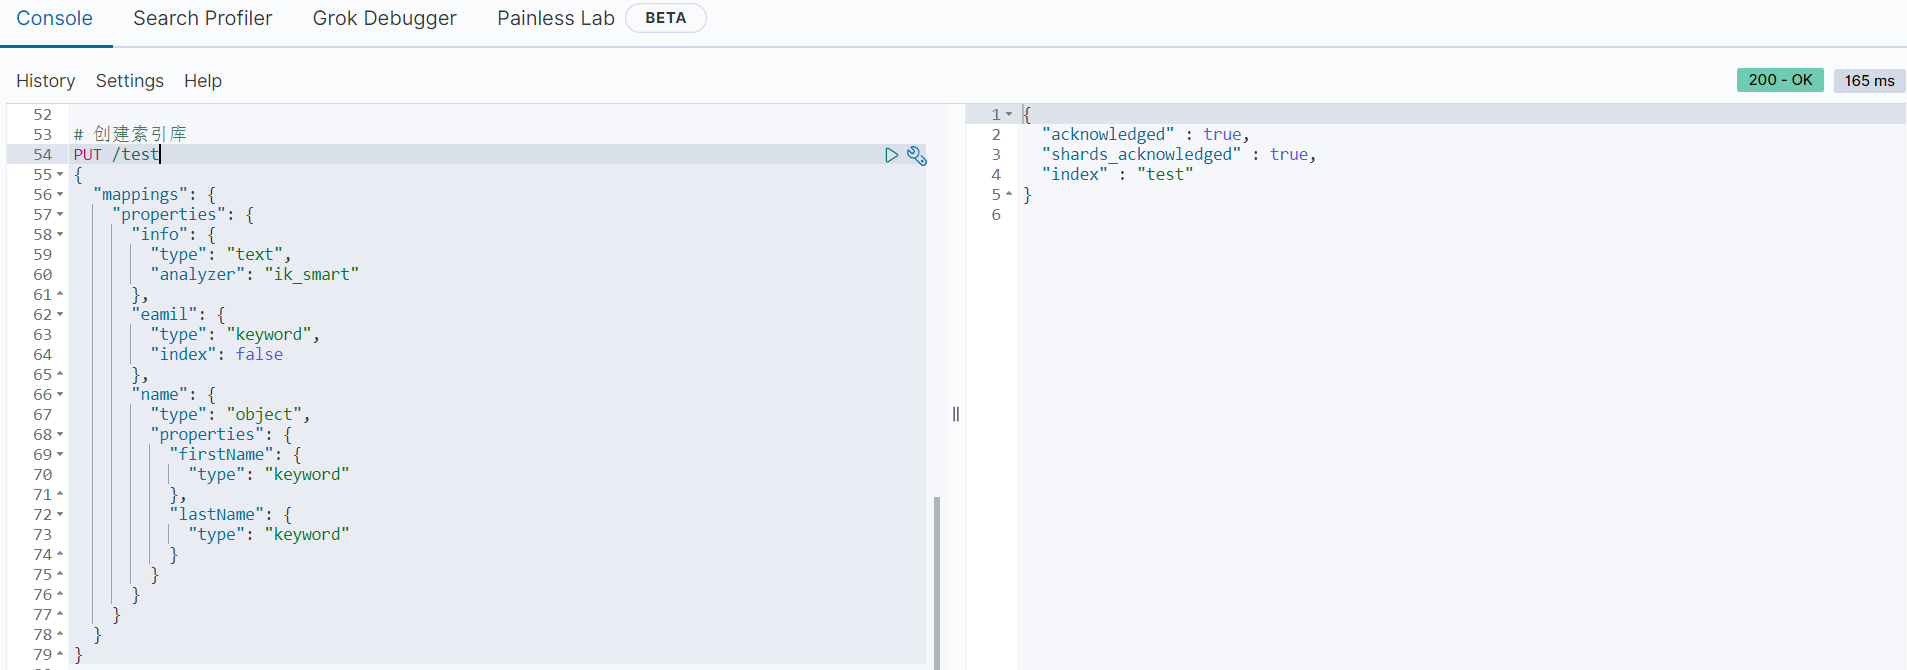 Console Search Profiler Grok Debugger Painless Lab BETA
History Settings Help 200 - OK 165 ms
52
53 # 创建索引库
54 PUT /test
55 {
56 "mappings": {
57 "properties": {
58 "info": {
59 "type": "text",
60 "analyzer": "ik_smart"
61 },
62 "eamil": {
63 "type": "keyword",
64 "index": false
65 },
66 "name": {
67 "type": "object",
68 "properties": {
69 "firstName": {
70 "type": "keyword"
71 },
72 "lastName": {
73 "type": "keyword"
74 }
75 }
76 }
77 }
78 }
79 }
1 {
2 "acknowledged" : true,
3 "shards_acknowledged" : true,
4 "index" : "test"
5 }
6